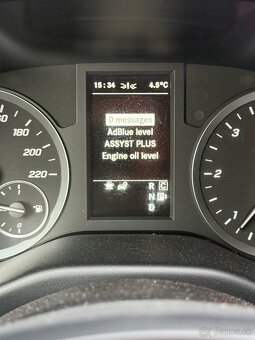 15:34 >!< 4.5°C
0 messages
AdBlue level
ASSYST PLUS
Engine oil level
R C
N
D
180
200
220
3
2
1